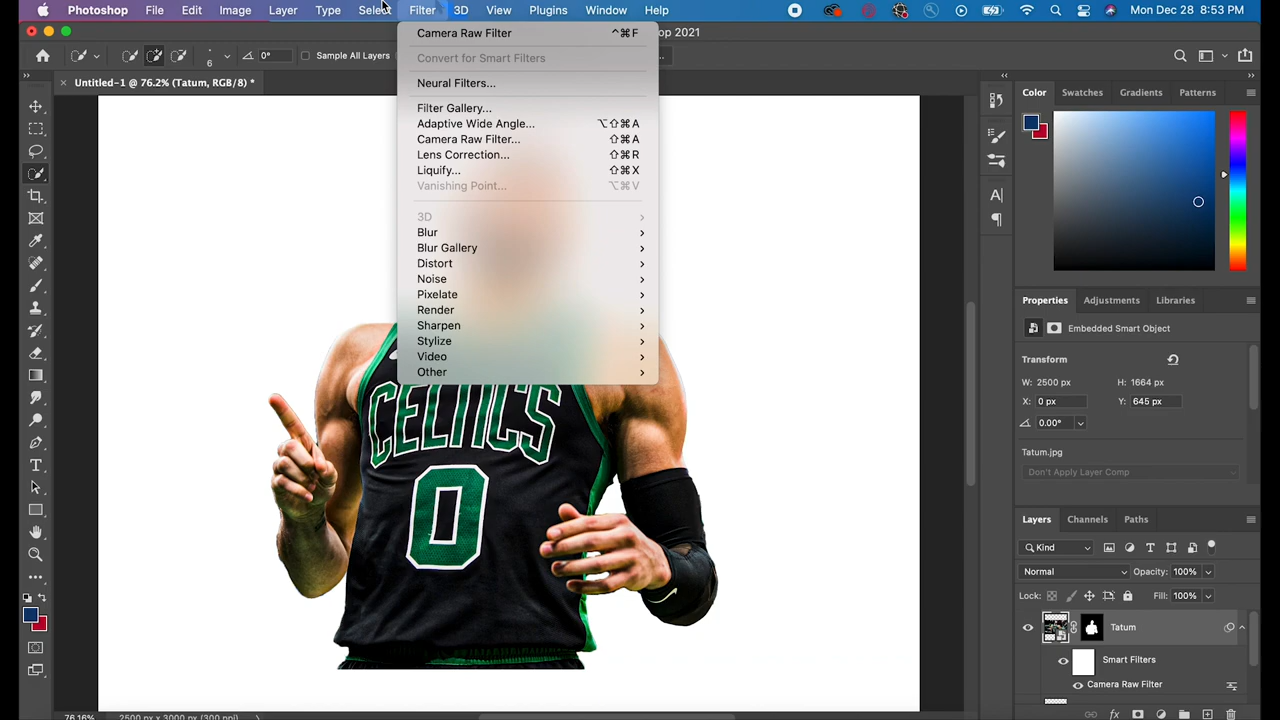 Photoshop File Edit Image Layer Type Select Filter 3D View Plugins Window Help Mon Dec 28 8:53 PM
op 2021
6 0° Sample All Layers ...
Untitled-1 @ 76.2% (Tatum, RGB/8) *
Camera Raw Filter ^⌘F
Convert for Smart Filters
Neural Filters...
Filter Gallery...
Adaptive Wide Angle... ⌥⇧⌘A
Camera Raw Filter... ⇧⌘A
Lens Correction... ⇧⌘R
Liquify... ⇧⌘X
Vanishing Point... ⌥⌘V
3D
Blur
Blur Gallery
Distort
Noise
Pixelate
Render
Sharpen
Stylize
Video
Other
CELTICS
0
Color Swatches Gradients Patterns
Properties Adjustments Libraries
Embedded Smart Object
Transform
W: 2500 px H: 1664 px
X: 0 px Y: 645 px
0.00°
Tatum.jpg
Don't Apply Layer Comp
Layers Channels Paths
Kind
Normal Opacity: 100%
Lock: Fill: 100%
Tatum
Smart Filters
Camera Raw Filter
76.16% 2500 px x 3000 px (300 ppi)